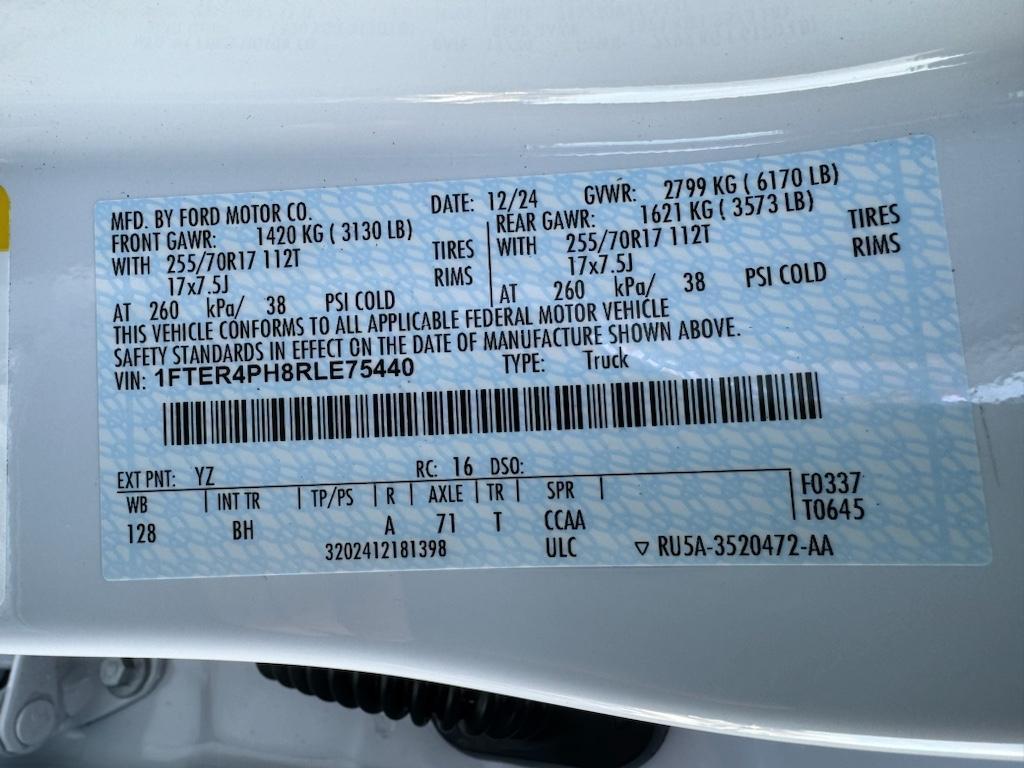 MFD. BY FORD MOTOR CO. DATE: 12/24 GVWR: 2799 KG ( 6170 LB)
FRONT GAWR: 1420 KG ( 3130 LB) REAR GAWR: 1621 KG ( 3573 LB)
WITH 255/70R17 112T TIRES WITH 255/70R17 112T TIRES
17x7.5J RIMS 17x7.5J RIMS
AT 260 kPa/ 38 PSI COLD AT 260 kPa/ 38 PSI COLD
THIS VEHICLE CONFORMS TO ALL APPLICABLE FEDERAL MOTOR VEHICLE
SAFETY STANDARDS IN EFFECT ON THE DATE OF MANUFACTURE SHOWN ABOVE.
VIN: 1FTER4PH8RLE75440 TYPE: Truck
EXT PNT: YZ RC: 16 DSO:
WB INT TR TP/PS R AXLE TR SPR F0337
128 BH A 71 T CCAA T0645
3202412181398 ULC ▽ RU5A-3520472-AA